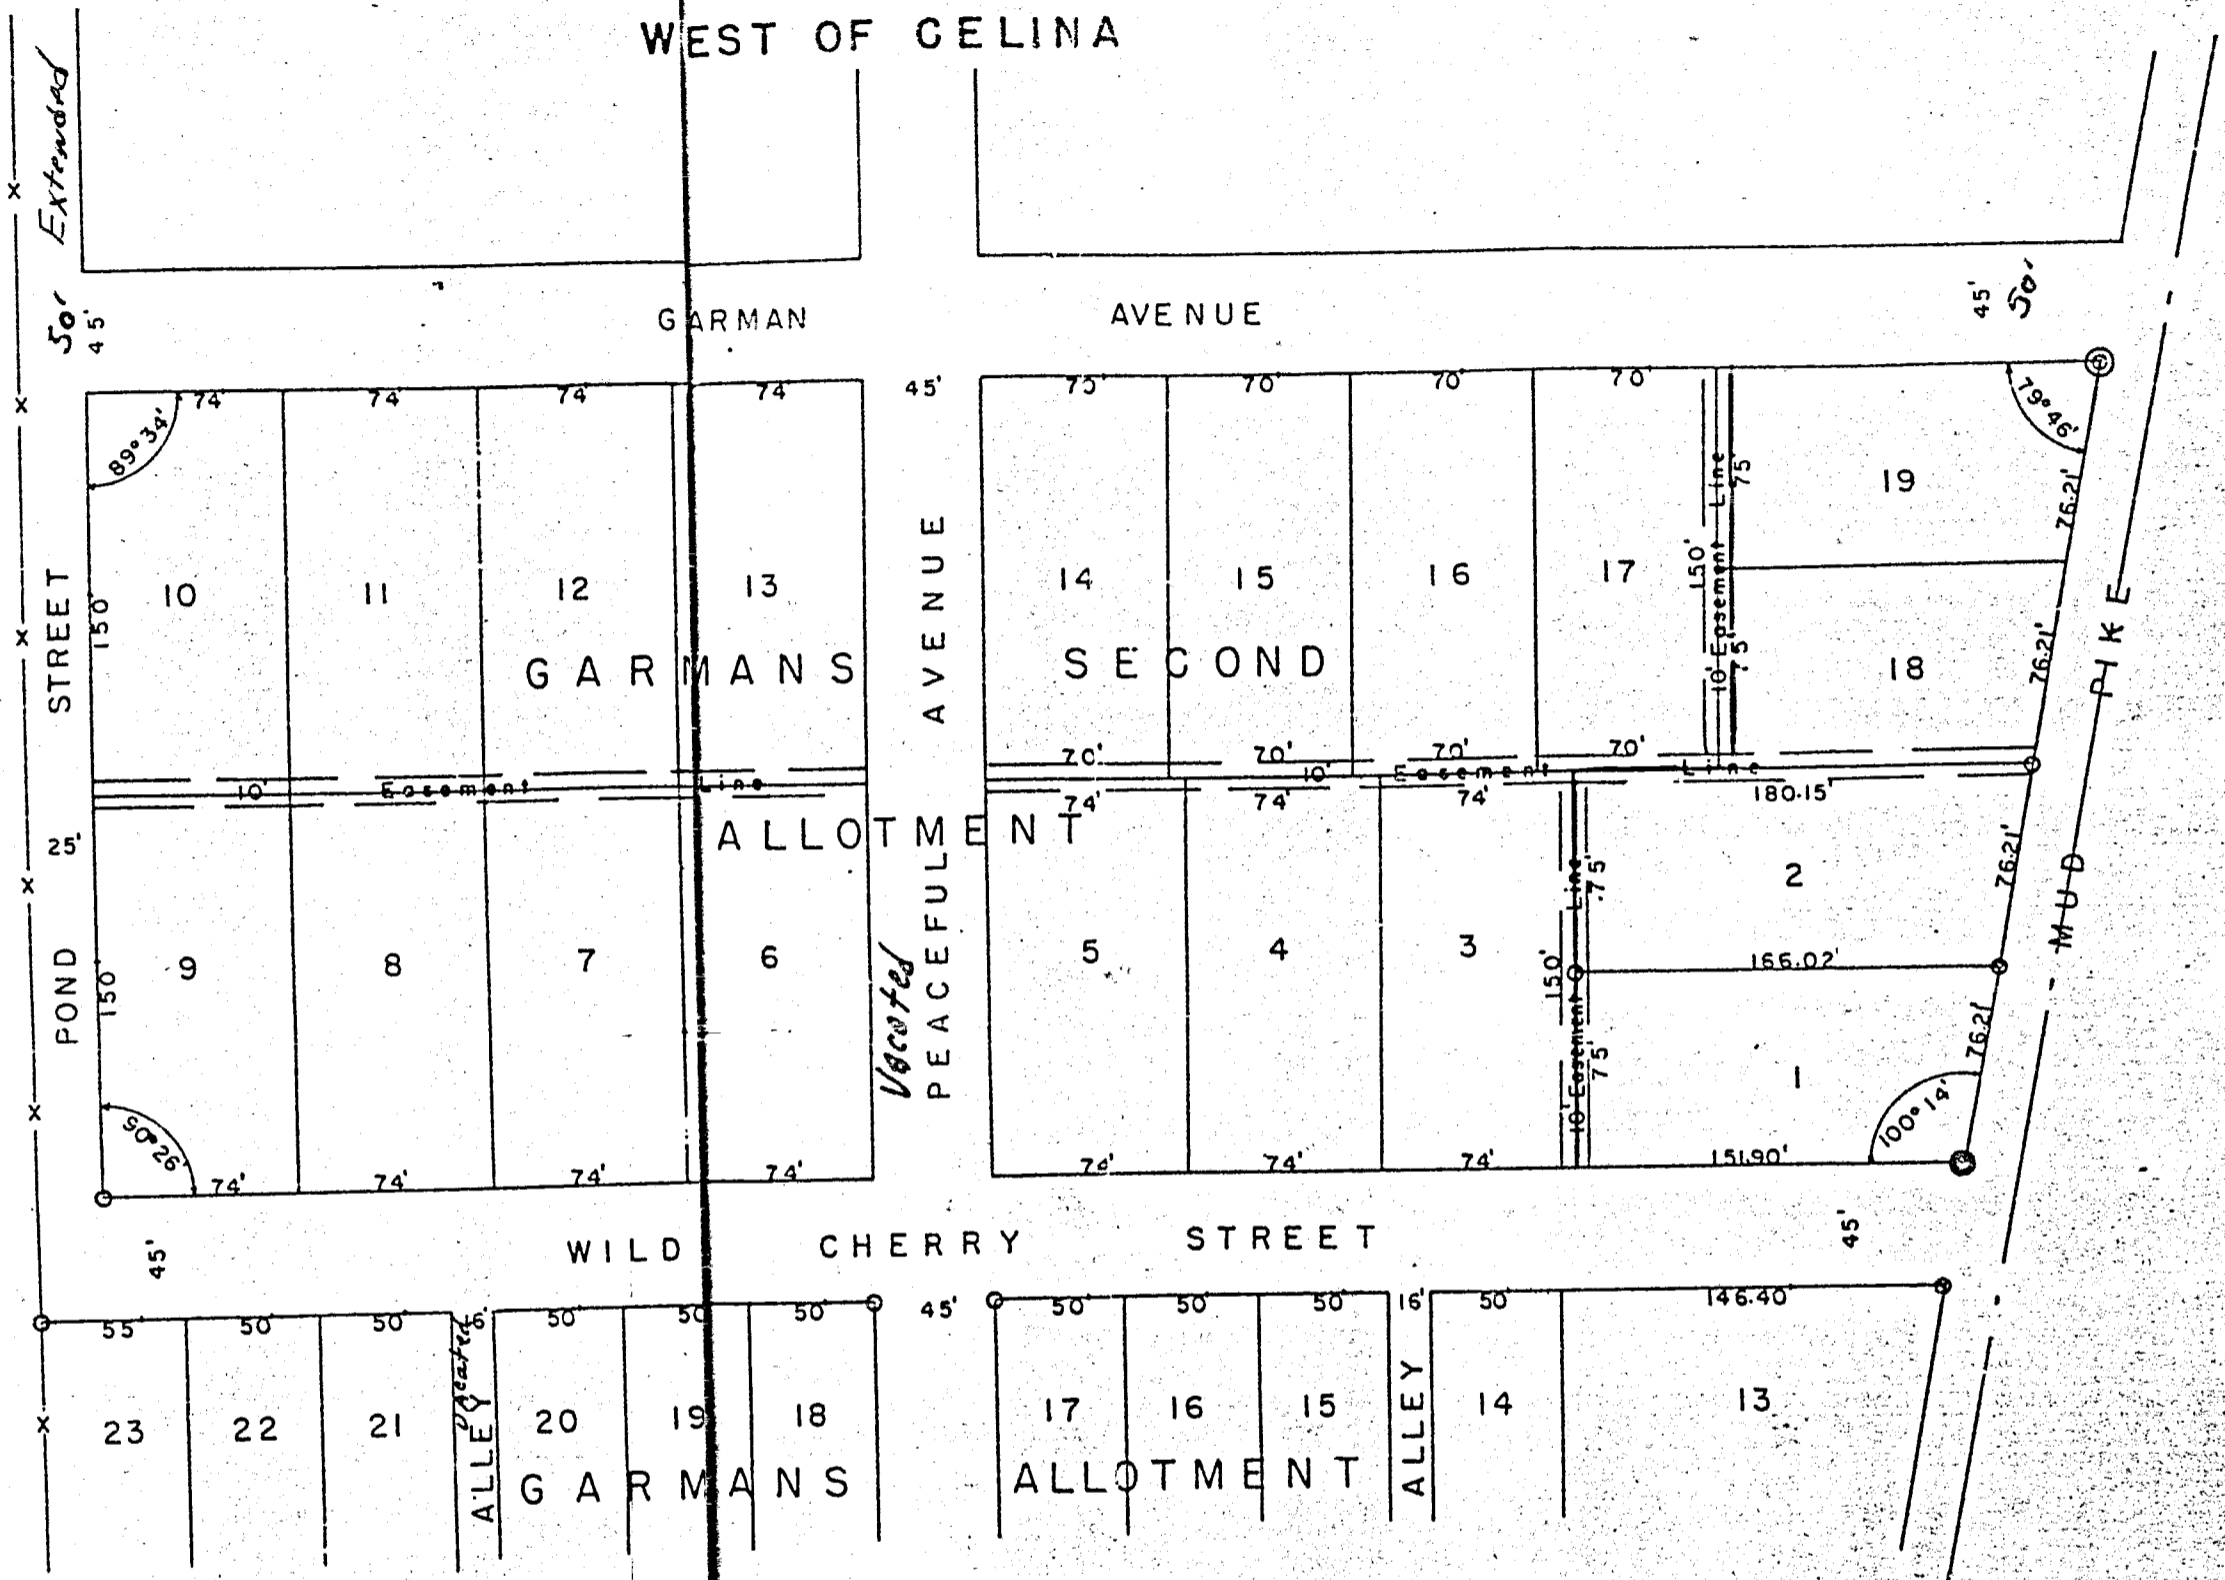 WEST OF CELINA
Extended
50'
45'
GARMAN AVENUE
45'
50'
74' 74' 74' 74' 45' 70' 70' 70' 70'
89° 34'
79° 46'
76.21'
10 11 12 13 14 15 16 17 19
150'
150'
10' Easement Line
75'
75'
18
76.21'
GARMANS SECOND
POND STREET
25'
PEACEFUL AVENUE
Vacated
70' 70' 70' 70'
10' Easement Line
10' Easement Line
74' 74' 74' 180.15'
ALLOTMENT
2
76.21'
9 8 7 6 5 4 3
150'
150'
10' Easement Line
75'
75'
166.02'
1
76.21'
MUD PIKE
90° 26'
100° 14'
74' 74' 74' 74' 74' 74' 74' 151.90'
45'
WILD CHERRY STREET
45'
55' 50' 50' 16' 50' 50' 50' 45' 50' 50' 50' 16' 50' 146.40'
Vacated
ALLEY
ALLEY
23 22 21 20 19 18 17 16 15 14 13
GARMANS ALLOTMENT